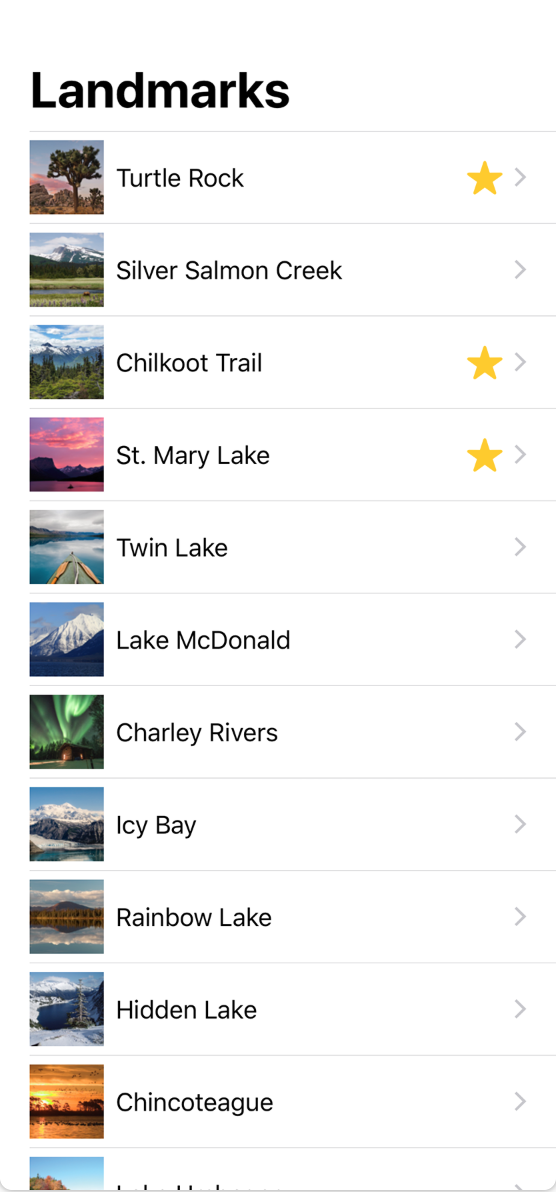 Landmarks
Turtle Rock
Silver Salmon Creek
Chilkoot Trail
St. Mary Lake
Twin Lake
Lake McDonald
Charley Rivers
Icy Bay
Rainbow Lake
Hidden Lake
Chincoteague